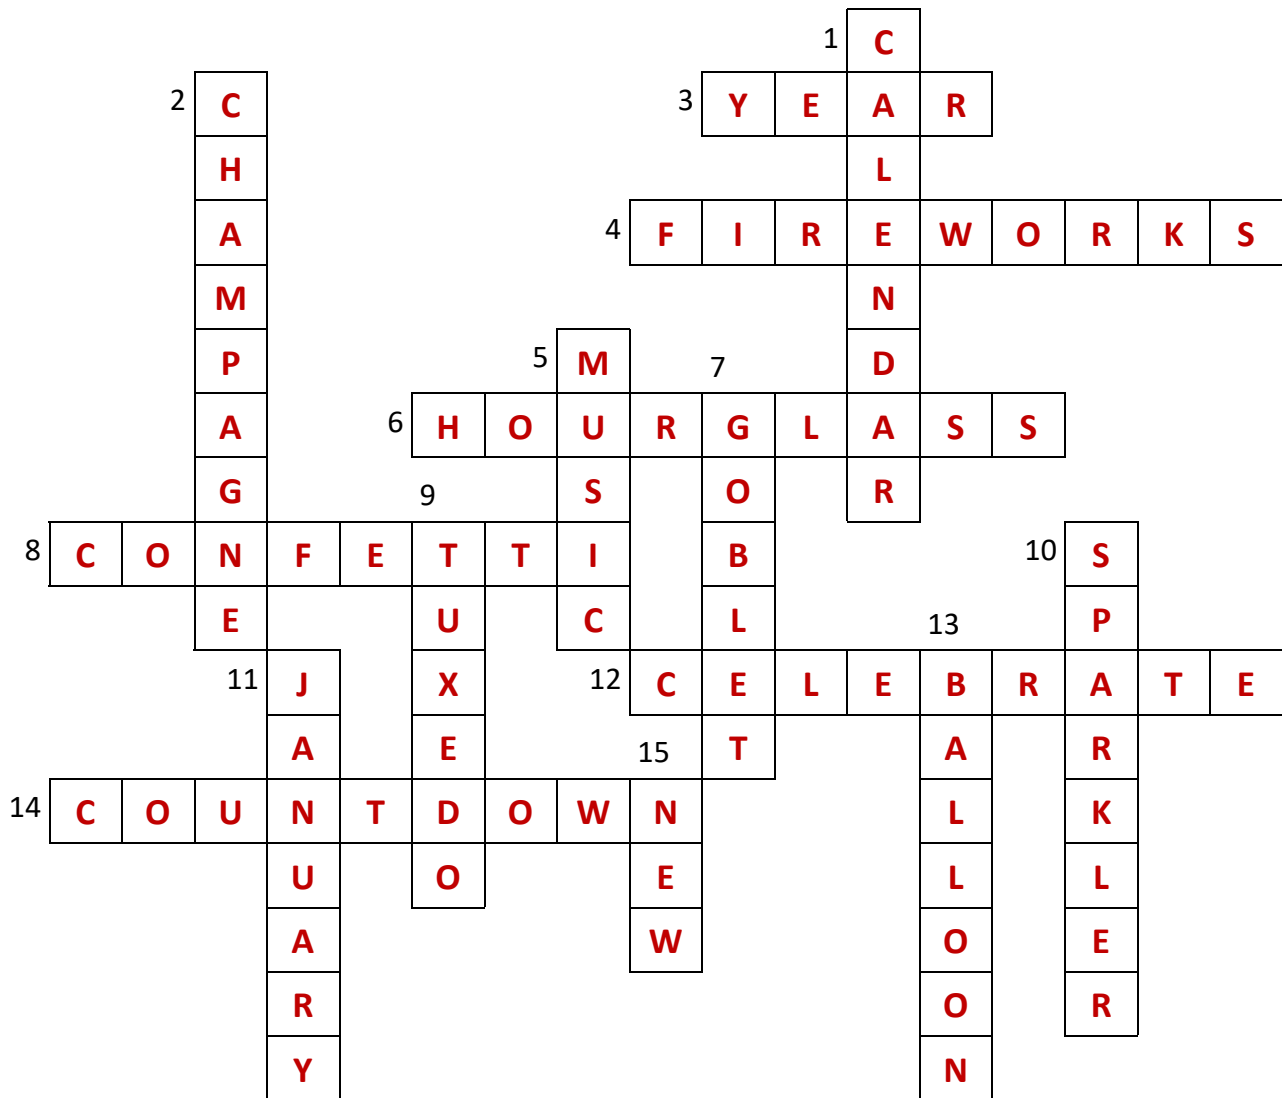 1 C
2 C 3 Y E A R
H L
A 4 F I R E W O R K S
M N
P 5 M 7 D
A 6 H O U R G L A S S
G 9 S O R
8 C O N F E T T I B 10 S
E U C L 13 P
11 J X 12 C E L E B R A T E
A E 15 T A R
14 C O U N T D O W N L K
U O E L L
A W O E
R O R
Y N